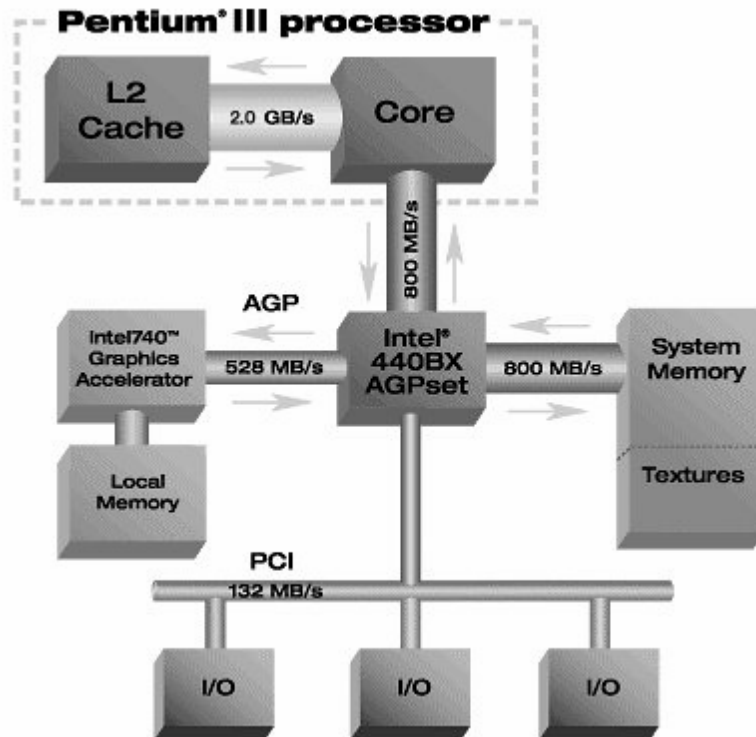 Pentium® III processor
L2
Cache
2.0 GB/s
Core
800 MB/s
AGP
Intel740™
Graphics
Accelerator
528 MB/s
Intel®
440BX
AGPset
800 MB/s
System
Memory
Textures
Local
Memory
PCI
132 MB/s
I/O
I/O
I/O